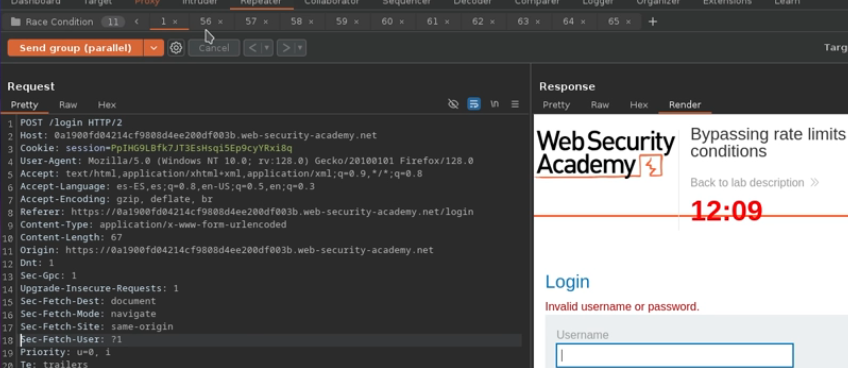 Dashboard Target Proxy Intruder Repeater Collaborator Sequencer Decoder Comparer Logger Organizer Extensions Learn
Race Condition 11 < 1 × 56 × 57 × 58 × 59 × 60 × 61 × 62 × 63 × 64 × 65 × +
Send group (parallel) Cancel < >
Targ
Request
Pretty Raw Hex
\n
1 POST /login HTTP/2
2 Host: 0a1900fd04214cf9808d4ee200df003b.web-security-academy.net
3 Cookie: session=PpIHG9LBfk7JT3EsHsqi5Ep9cyYRxi8q
4 User-Agent: Mozilla/5.0 (Windows NT 10.0; rv:128.0) Gecko/20100101 Firefox/128.0
5 Accept: text/html,application/xhtml+xml,application/xml;q=0.9,*/*;q=0.8
6 Accept-Language: es-ES,es;q=0.8,en-US;q=0.5,en;q=0.3
7 Accept-Encoding: gzip, deflate, br
8 Referer: https://0a1900fd04214cf9808d4ee200df003b.web-security-academy.net/login
9 Content-Type: application/x-www-form-urlencoded
10 Content-Length: 67
11 Origin: https://0a1900fd04214cf9808d4ee200df003b.web-security-academy.net
12 Dnt: 1
13 Sec-Gpc: 1
14 Upgrade-Insecure-Requests: 1
15 Sec-Fetch-Dest: document
16 Sec-Fetch-Mode: navigate
17 Sec-Fetch-Site: same-origin
18 Sec-Fetch-User: ?1
19 Priority: u=0, i
20 Te: trailers
Response
Pretty Raw Hex Render
Web Security
Academy
Bypassing rate limits
conditions
Back to lab description >>
12:09
Login
Invalid username or password.
Username